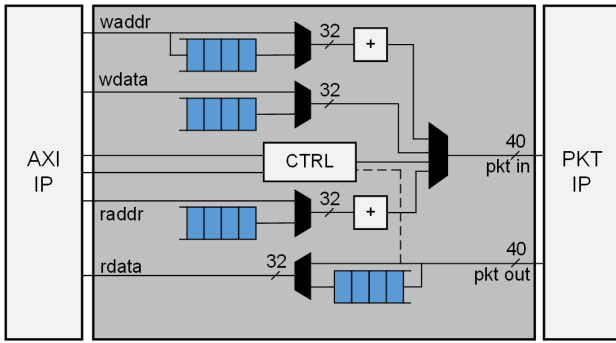 waddr
32
+
wdata
32
AXI
IP
CTRL
40
pkt in
PKT
IP
raddr
32
+
rdata
32
40
pkt out